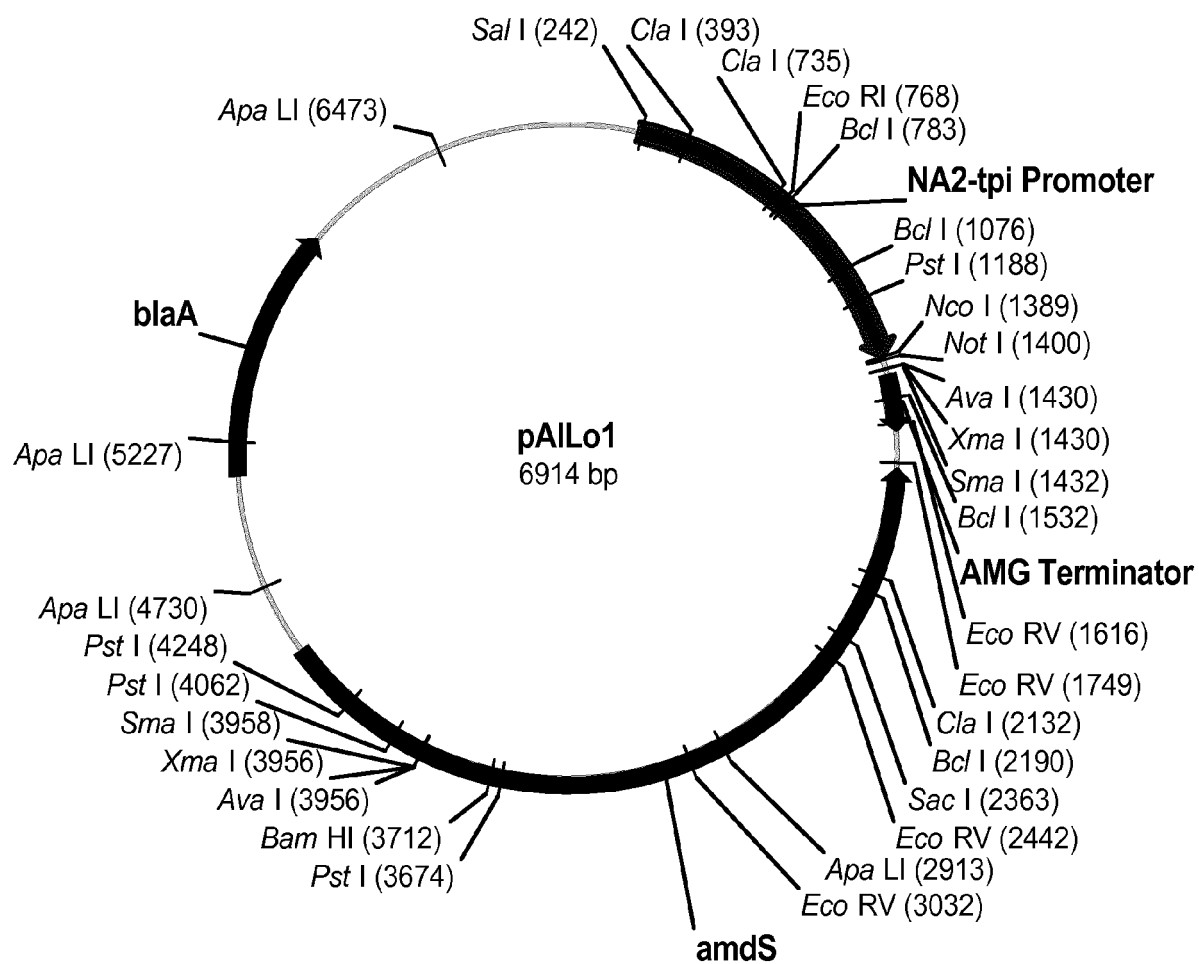 Sal I (242)
Cla I (393)
Cla I (735)
Eco RI (768)
Bcl I (783)
NA2-tpi Promoter
Bcl I (1076)
Pst I (1188)
Nco I (1389)
Not I (1400)
Ava I (1430)
Xma I (1430)
Sma I (1432)
Bcl I (1532)
AMG Terminator
Eco RV (1616)
Eco RV (1749)
Cla I (2132)
Bcl I (2190)
Sac I (2363)
Eco RV (2442)
Apa LI (2913)
Eco RV (3032)
amdS
Pst I (3674)
Bam HI (3712)
Ava I (3956)
Xma I (3956)
Sma I (3958)
Pst I (4062)
Pst I (4248)
Apa LI (4730)
Apa LI (5227)
blaA
Apa LI (6473)
pAlLo1
6914 bp